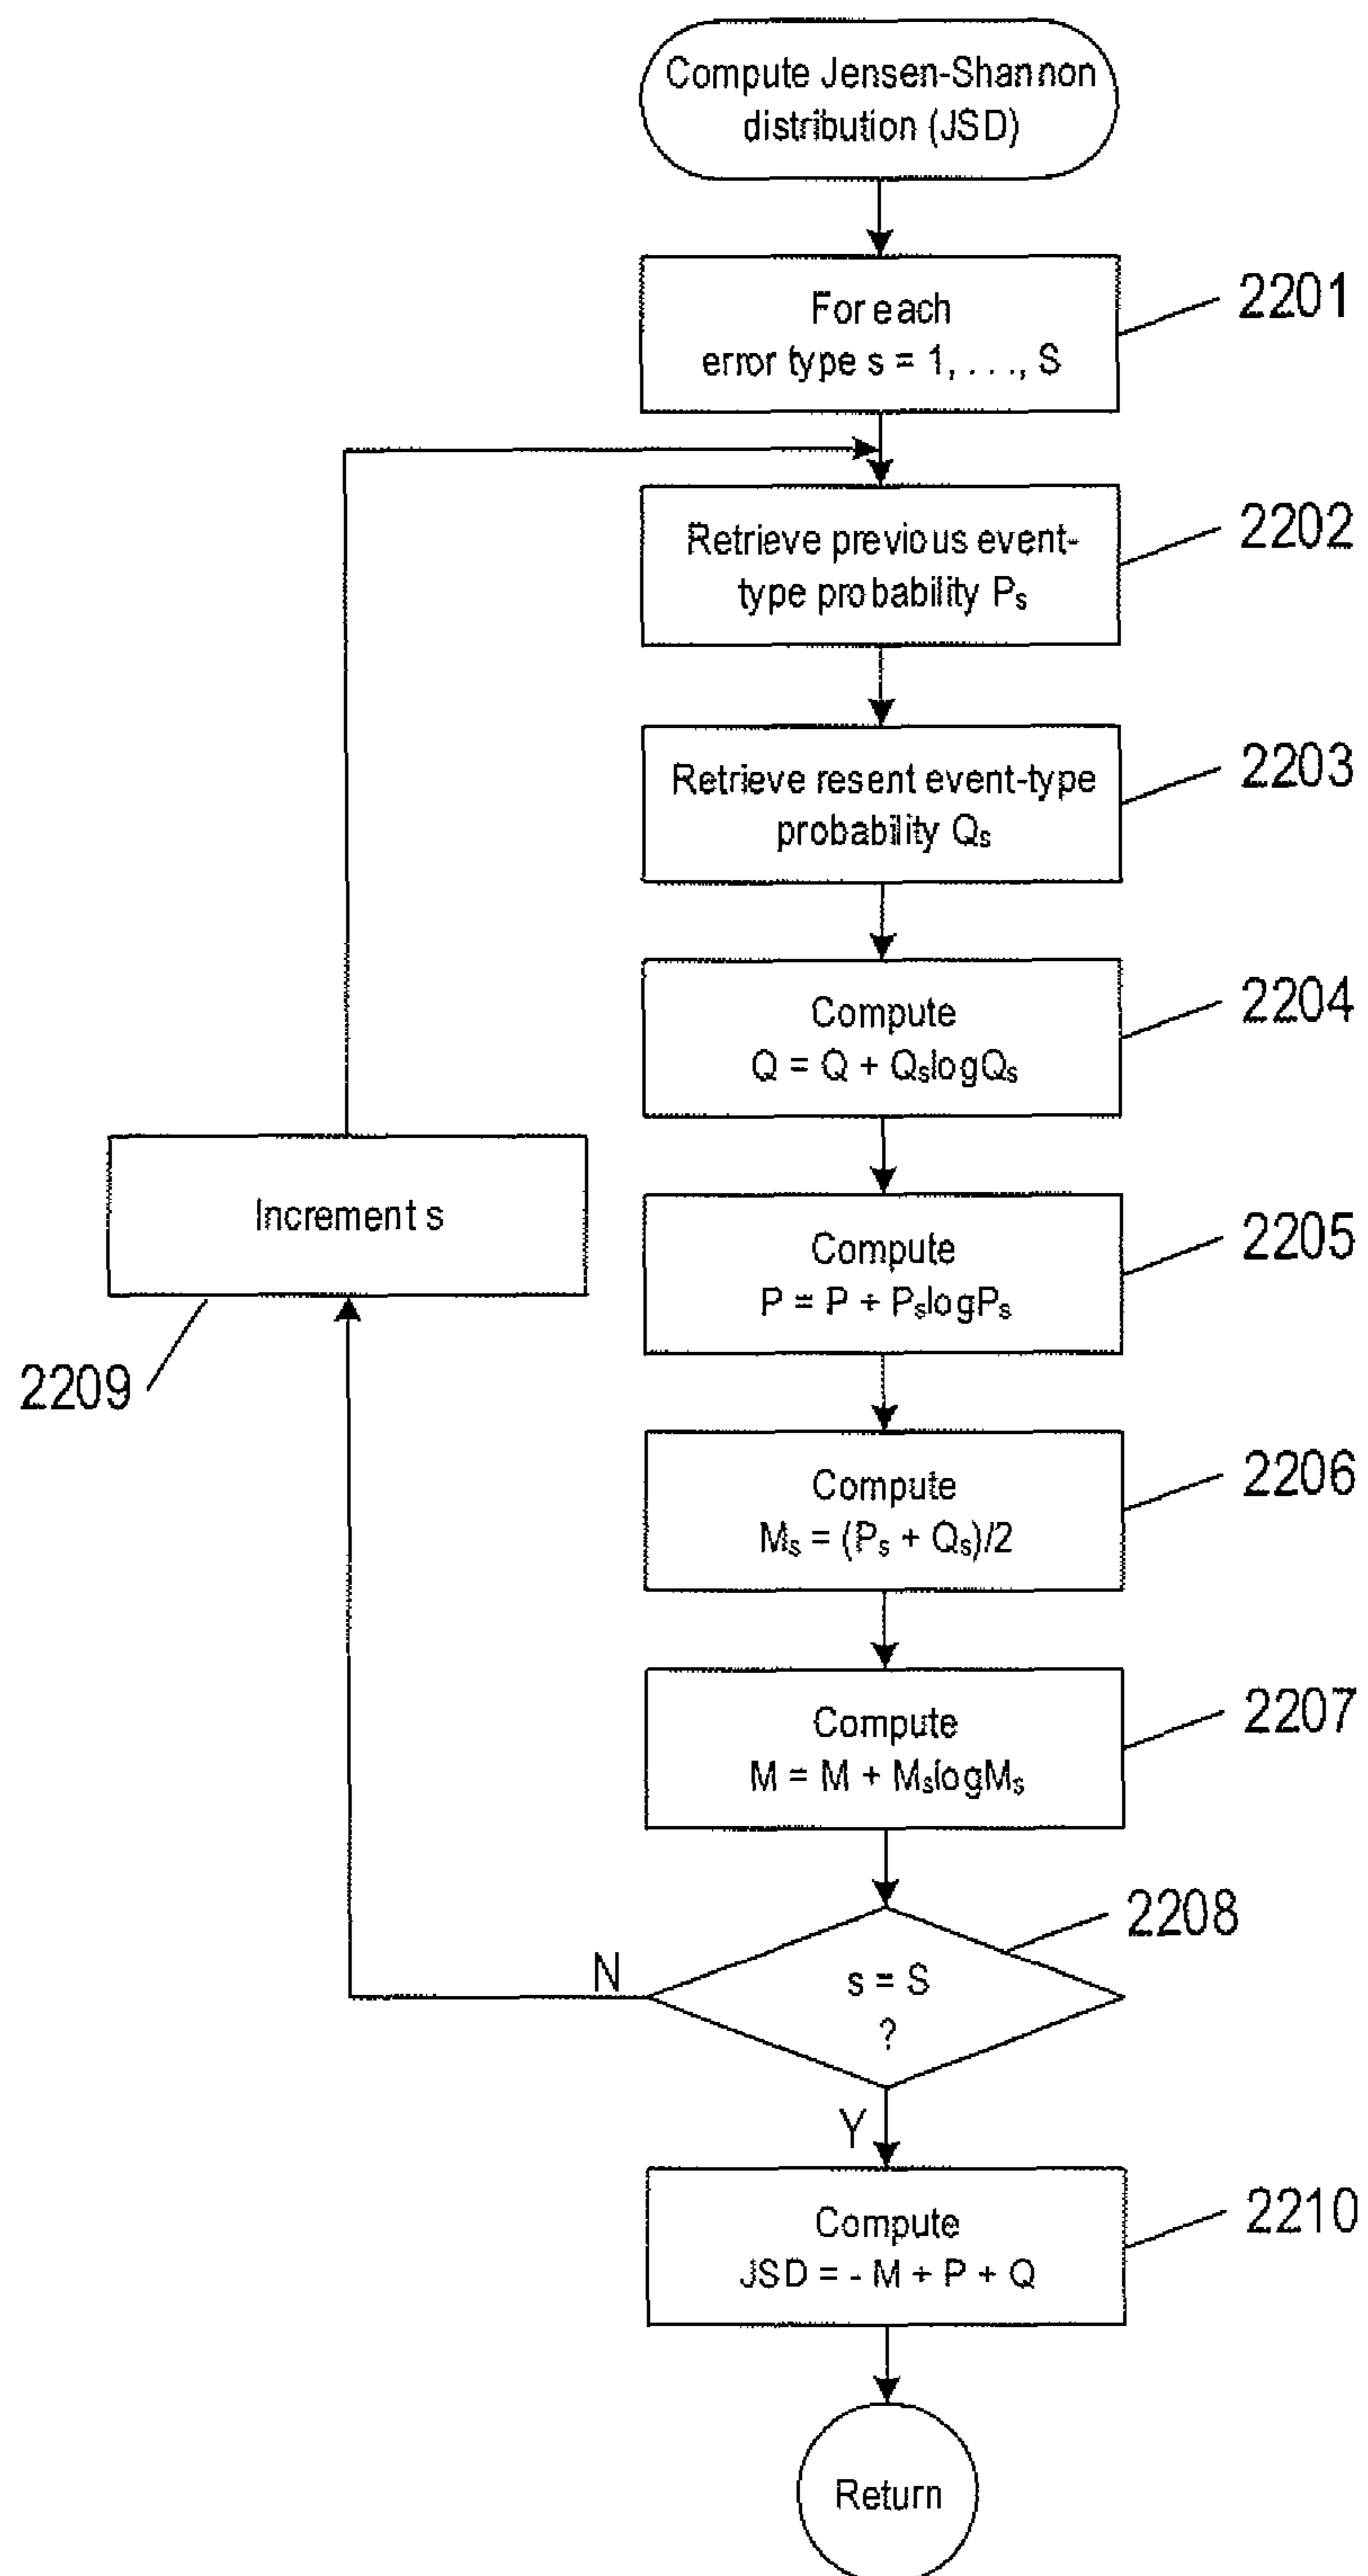 Compute Jensen-Shannon
distribution (JSD)
For each
error type s = 1, . . ., S
2201
Retrieve previous event-
type probability Pₛ
2202
Retrieve resent event-type
probability Qₛ
2203
Compute
Q = Q + QₛlogQₛ
2204
Compute
P = P + PₛlogPₛ
2205
Increment s
2209
Compute
Mₛ = (Pₛ + Qₛ)/2
2206
Compute
M = M + MₛlogMₛ
2207
s = S
?
2208
N
Y
Compute
JSD = - M + P + Q
2210
Return